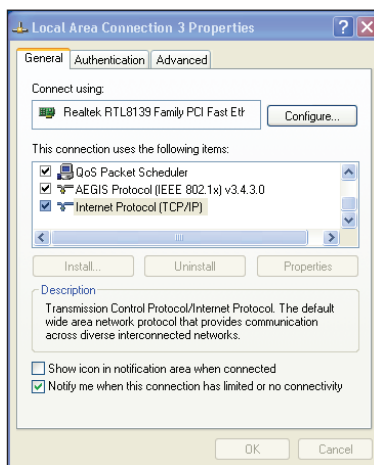 Local Area Connection 3 Properties
General Authentication Advanced
Connect using:
Realtek RTL8139 Family PCI Fast Eth
Configure...
This connection uses the following items:
QoS Packet Scheduler
AEGIS Protocol (IEEE 802.1x) v3.4.3.0
Internet Protocol (TCP/IP)
Install... Uninstall Properties
Description
Transmission Control Protocol/Internet Protocol. The default
wide area network protocol that provides communication
across diverse interconnected networks.
Show icon in notification area when connected
Notify me when this connection has limited or no connectivity
OK Cancel